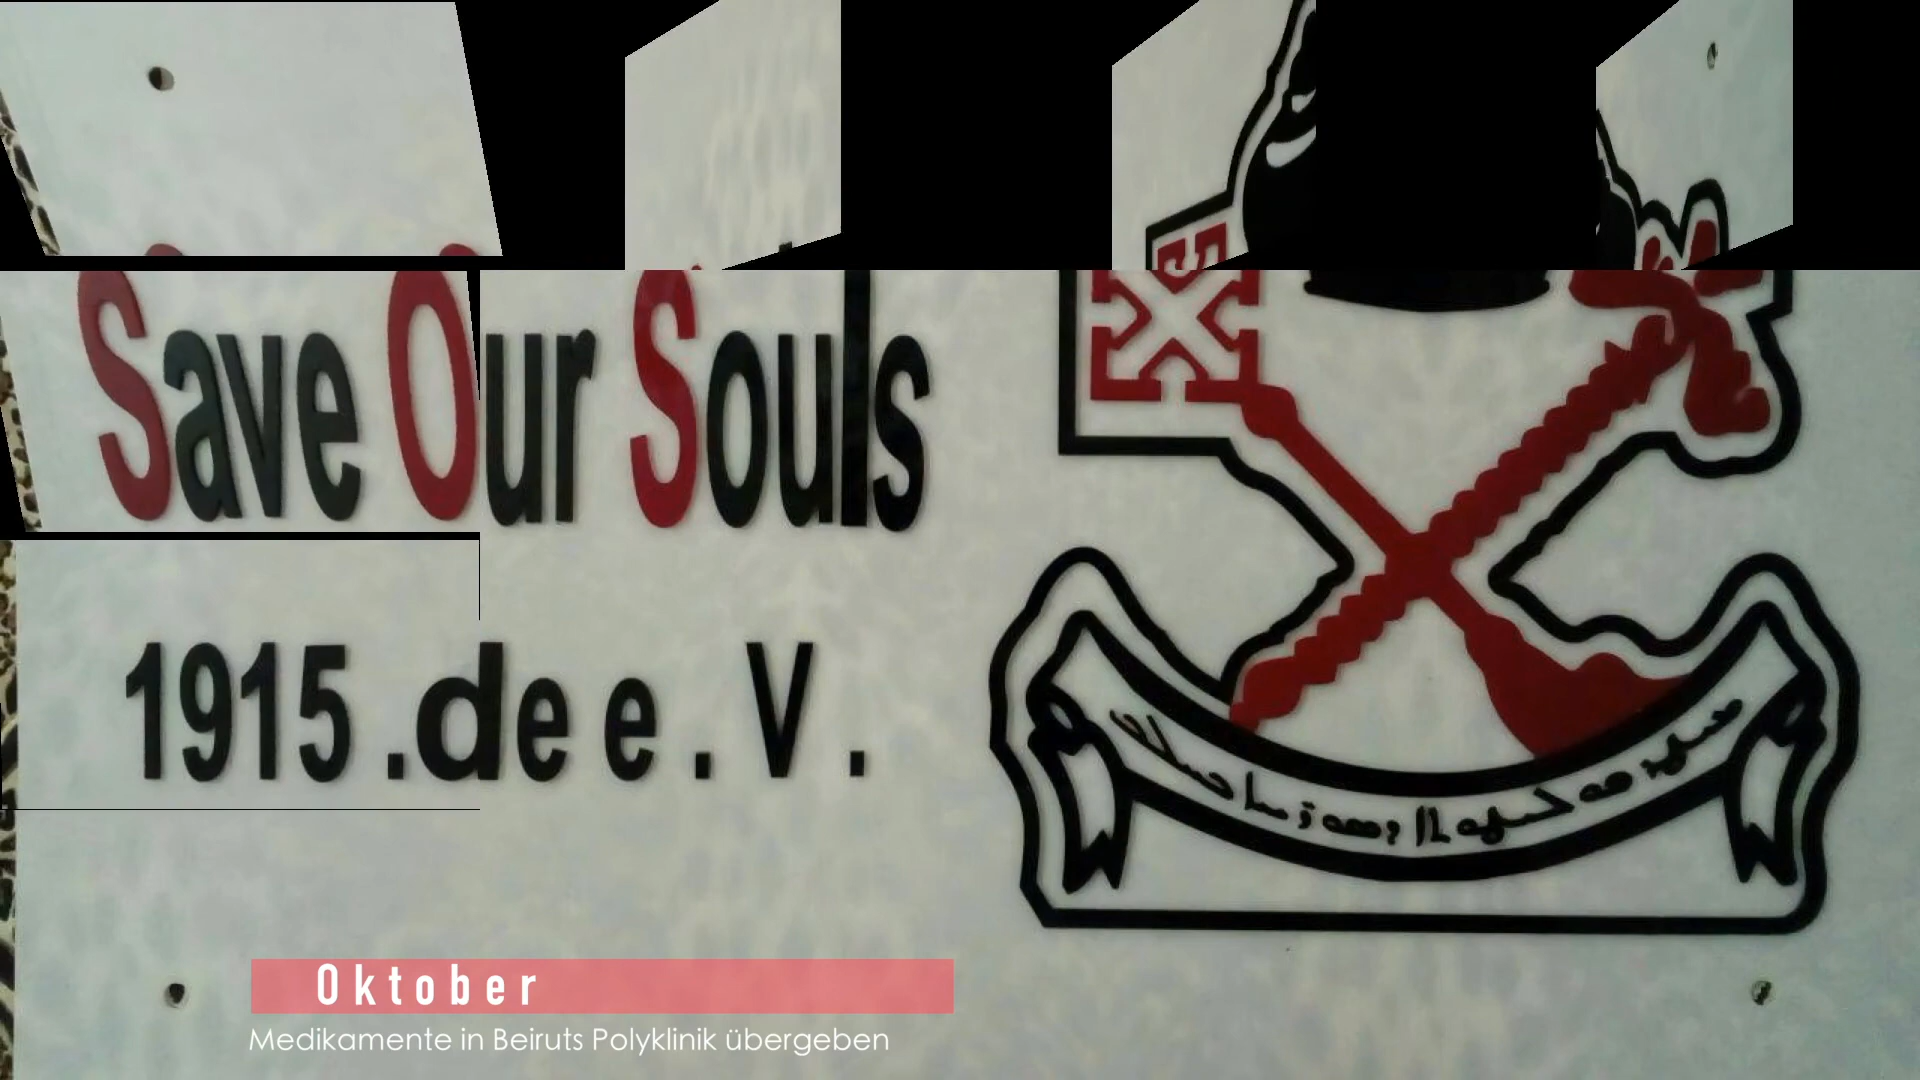 Save Our Souls
1915.de e.V.
Oktober
Medikamente in Beiruts Polyklinik übergeben